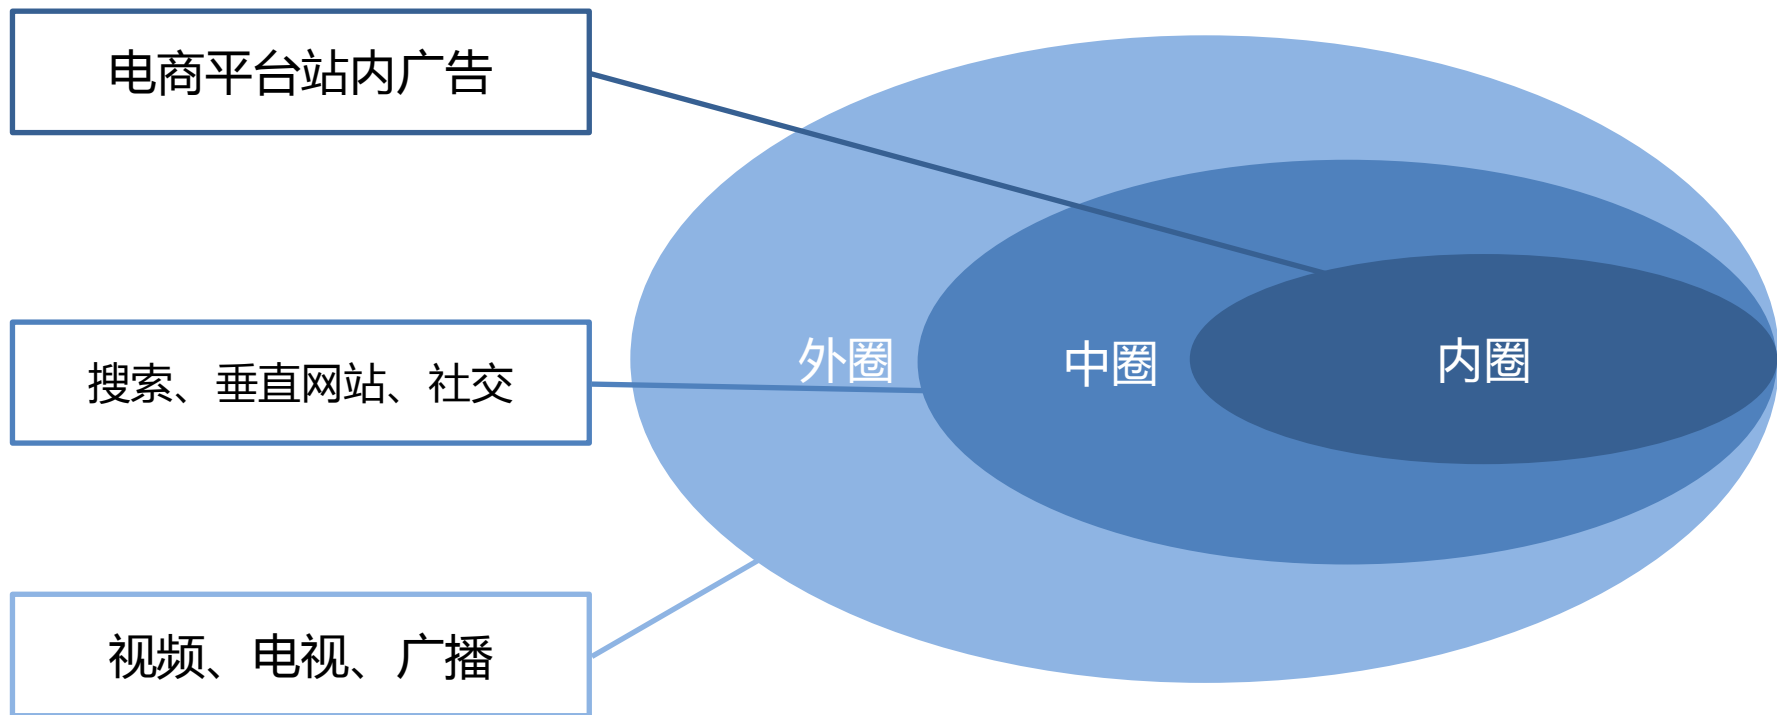 电商平台站内广告
外圈
中圈
内圈
搜索、垂直网站、社交
视频、电视、广播